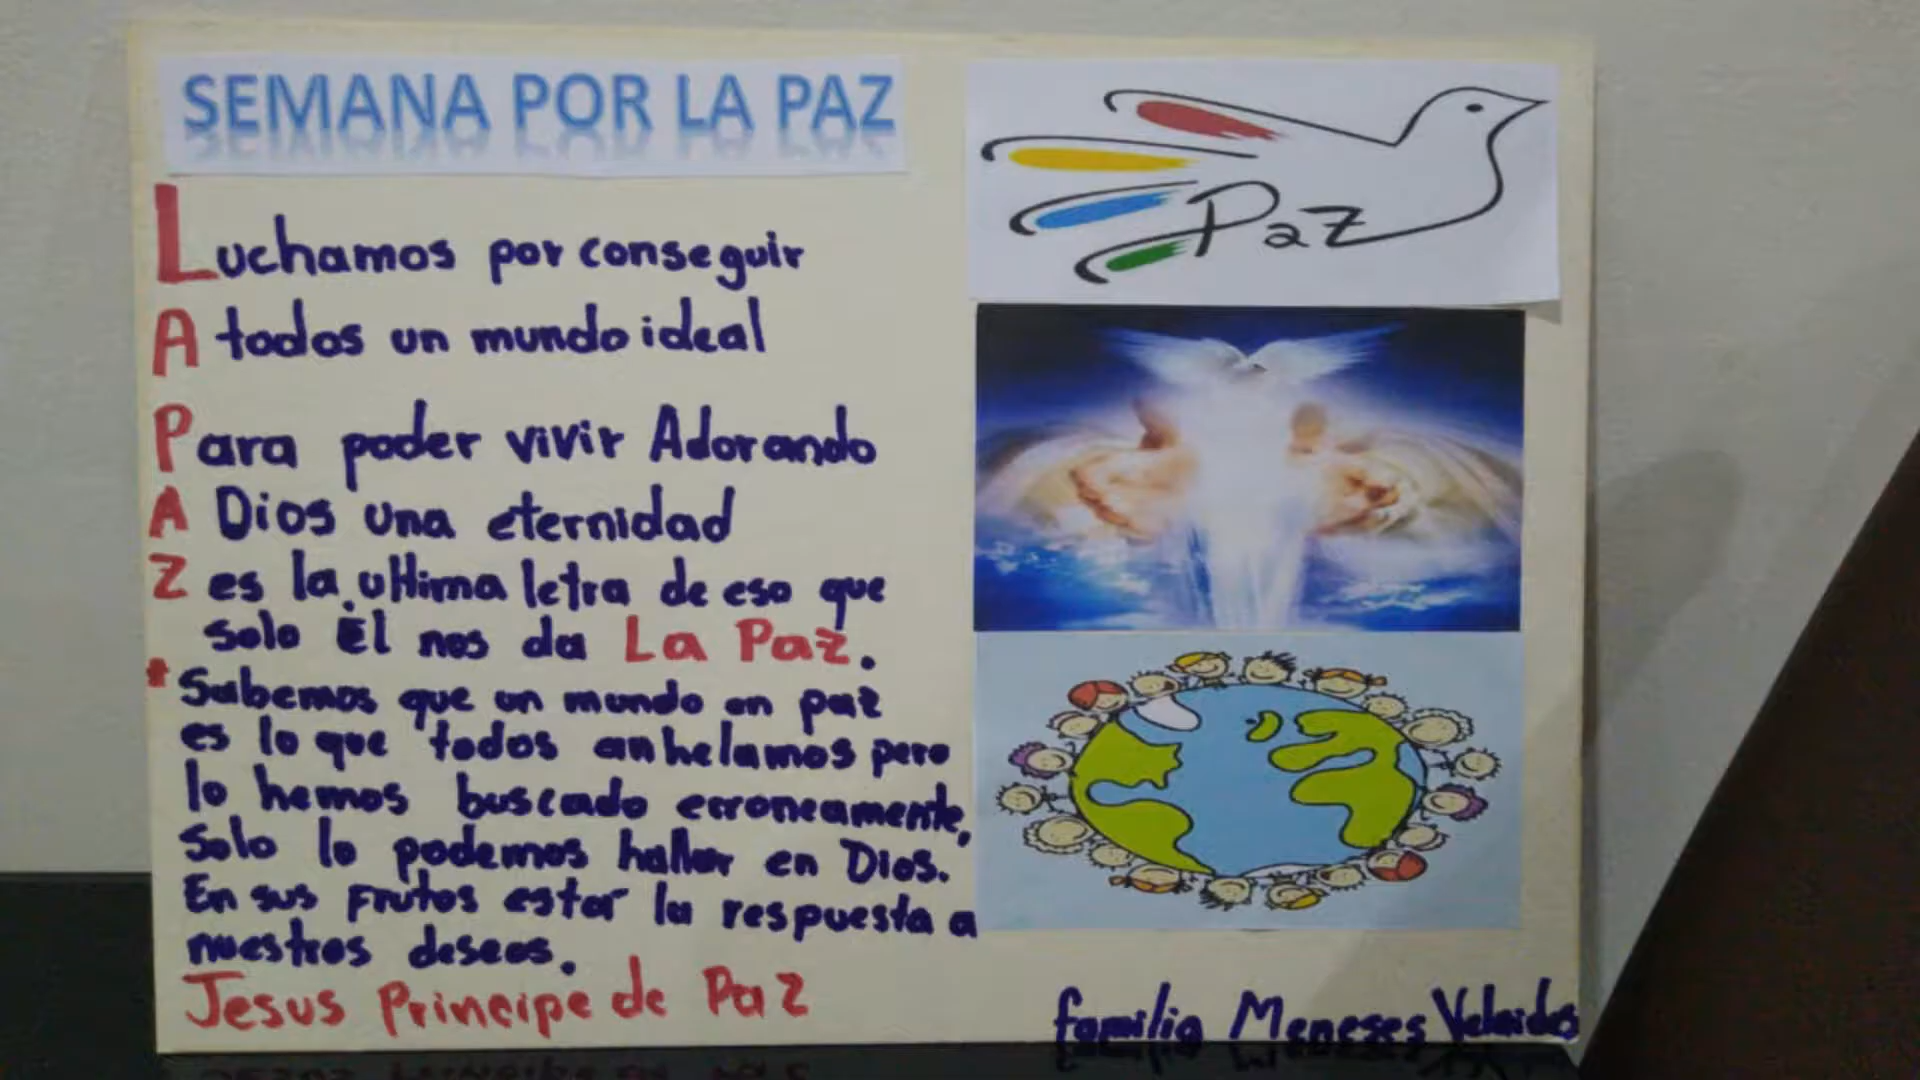 SEMANA POR LA PAZ
Luchamos por conseguir
A todos un mundo ideal
Para poder vivir Adorando
A Dios una eternidad
Z es la ultima letra de eso que
solo Él nos da La Paz.
* Sabemos que un mundo en paz
es lo que todos anhelamos pero
lo hemos buscado erroneamente,
Solo lo podemos hallar en Dios.
En sus Frutos estar la respuesta a
nuestros deseos.
Jesus Principe de Paz
Paz
familia Meneses Velaides